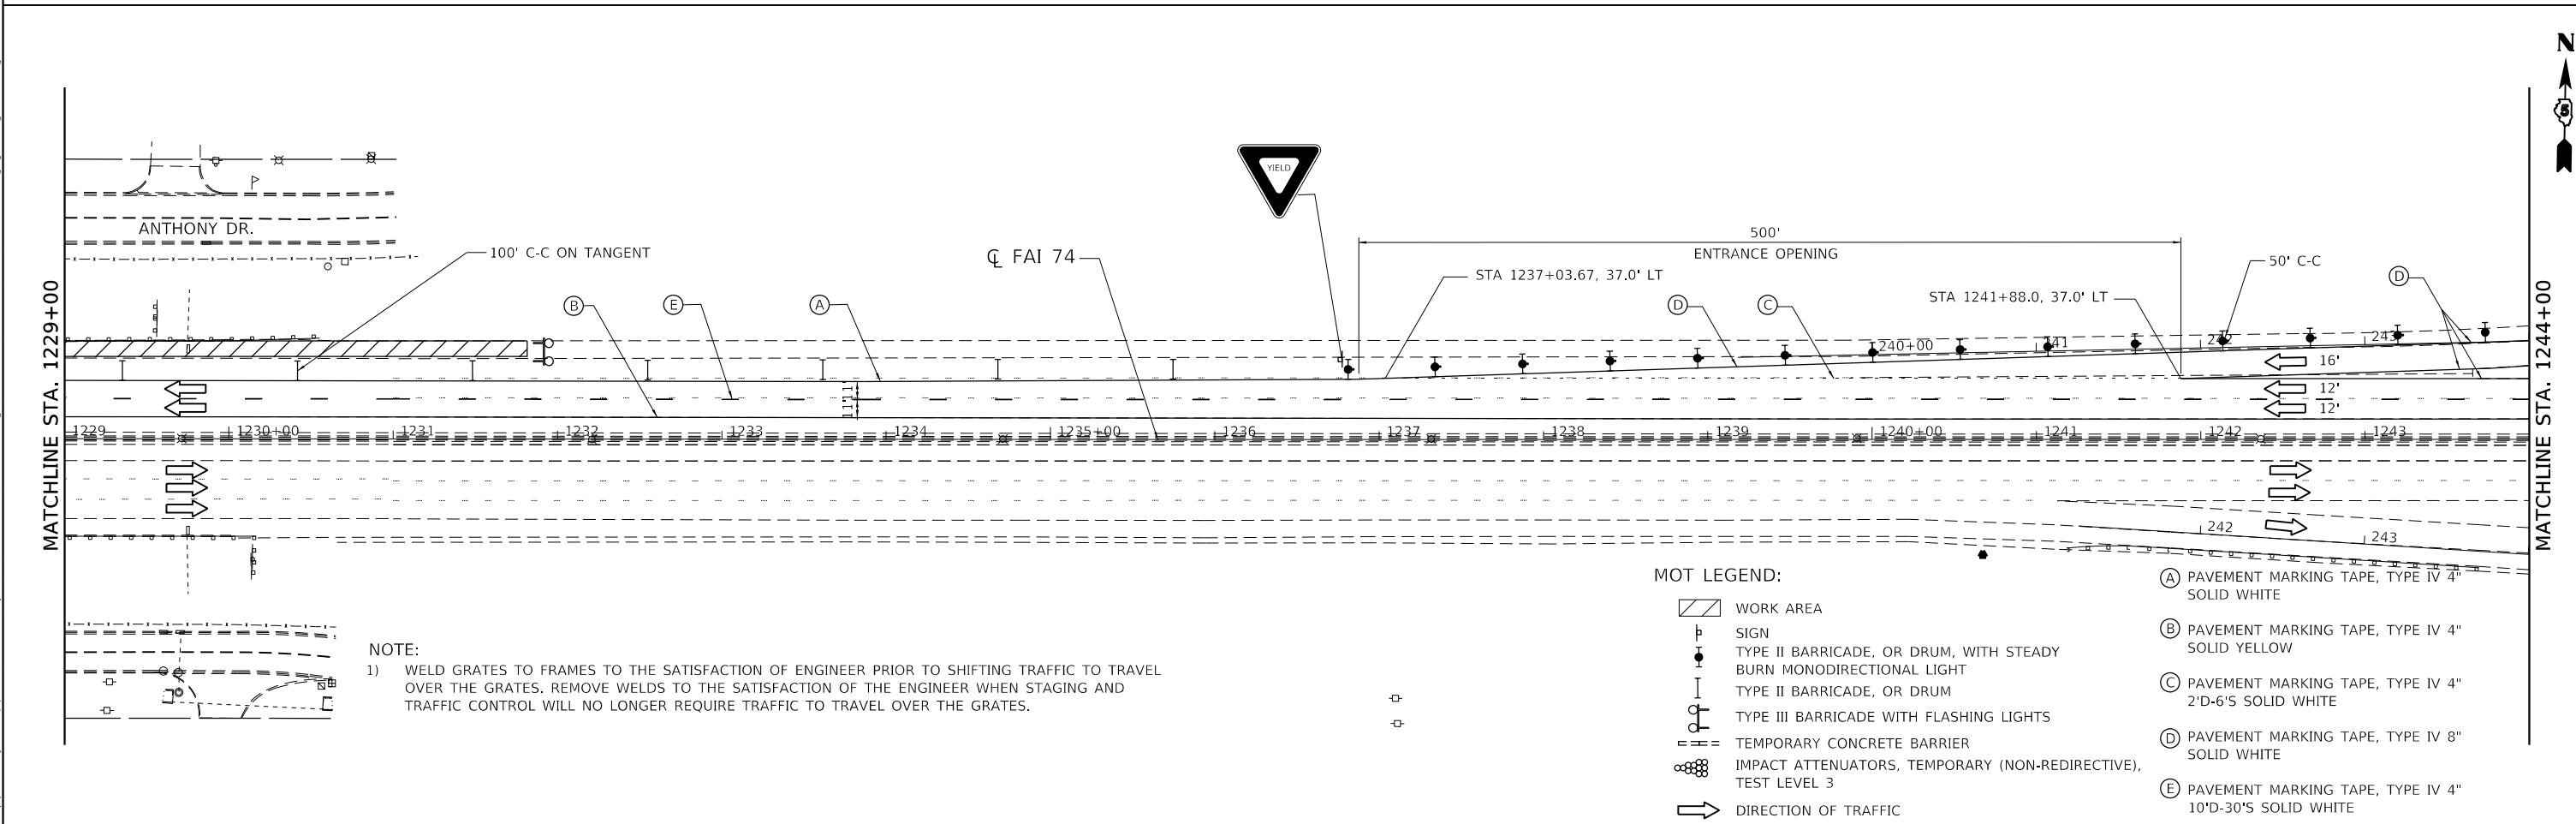 N
5
YIELD
ANTHONY DR.
100' C-C ON TANGENT
℄ FAI 74
500'
ENTRANCE OPENING
STA 1237+03.67, 37.0' LT
STA 1241+88.0, 37.0' LT
50' C-C
B
E
A
D
C
D
MATCHLINE STA. 1229+00
MATCHLINE STA. 1244+00
240+00
241
242
243
16'
12'
12'
11'
11'
1229
1230+00
1231
1232
1233
1234
1235+00
1236
1237
1238
1239
1240+00
1241
1242
1243
242
243
NOTE:
1) WELD GRATES TO FRAMES TO THE SATISFACTION OF ENGINEER PRIOR TO SHIFTING TRAFFIC TO TRAVEL
OVER THE GRATES. REMOVE WELDS TO THE SATISFACTION OF THE ENGINEER WHEN STAGING AND
TRAFFIC CONTROL WILL NO LONGER REQUIRE TRAFFIC TO TRAVEL OVER THE GRATES.
MOT LEGEND:
WORK AREA
SIGN
TYPE II BARRICADE, OR DRUM, WITH STEADY
BURN MONODIRECTIONAL LIGHT
TYPE II BARRICADE, OR DRUM
TYPE III BARRICADE WITH FLASHING LIGHTS
TEMPORARY CONCRETE BARRIER
IMPACT ATTENUATORS, TEMPORARY (NON-REDIRECTIVE),
TEST LEVEL 3
DIRECTION OF TRAFFIC
A PAVEMENT MARKING TAPE, TYPE IV 4"
SOLID WHITE
B PAVEMENT MARKING TAPE, TYPE IV 4"
SOLID YELLOW
C PAVEMENT MARKING TAPE, TYPE IV 4"
2'D-6'S SOLID WHITE
D PAVEMENT MARKING TAPE, TYPE IV 8"
SOLID WHITE
E PAVEMENT MARKING TAPE, TYPE IV 4"
10'D-30'S SOLID WHITE